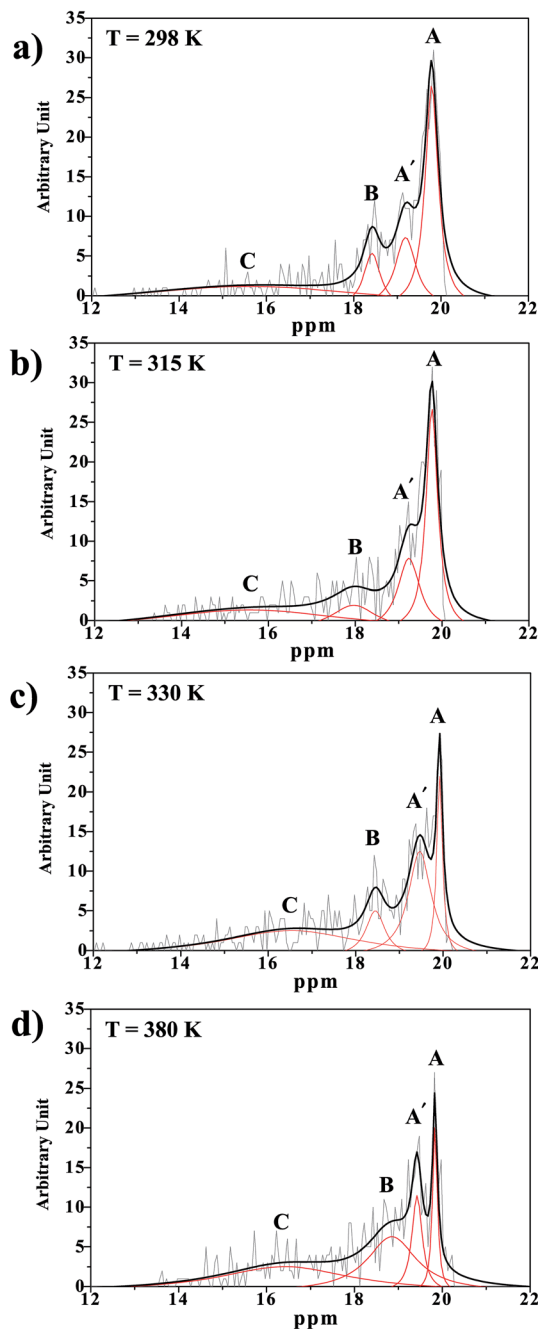 a)
T = 298 K
A
A′
B
C
35
30
25
20
15
10
5
0
Arbitrary Unit
12 14 16 18 20 22
ppm
b)
T = 315 K
A
A′
B
C
35
30
25
20
15
10
5
0
Arbitrary Unit
12 14 16 18 20 22
ppm
c)
T = 330 K
A
A′
B
C
35
30
25
20
15
10
5
0
Arbitrary Unit
12 14 16 18 20 22
ppm
d)
T = 380 K
A
A′
B
C
35
30
25
20
15
10
5
0
Arbitrary Unit
12 14 16 18 20 22
ppm